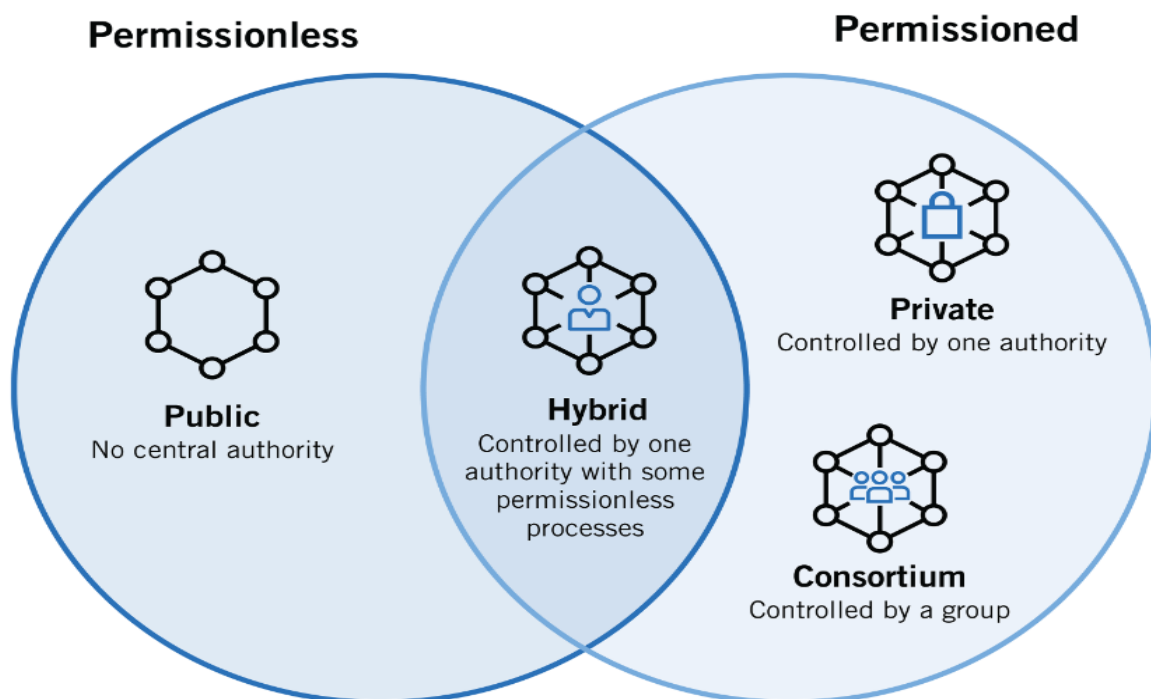 Permissionless
Permissioned
Public
No central authority
Hybrid
Controlled by one
authority with some
permissionless
processes
Private
Controlled by one authority
Consortium
Controlled by a group